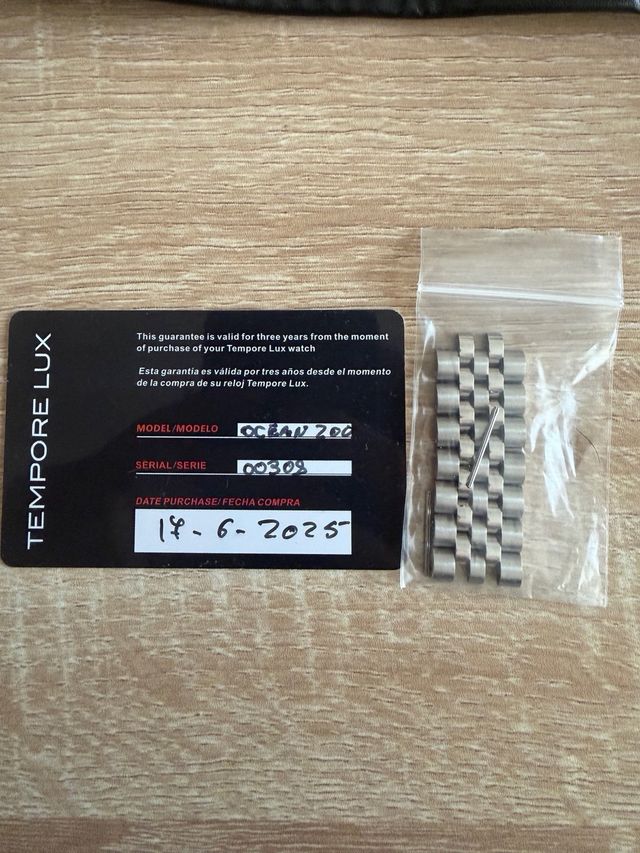 TEMPORE LUX
This guarantee is valid for three years from the moment
of purchase of your Tempore Lux watch
Esta garantía es válida por tres años desde el momento
de la compra de su reloj Tempore Lux.
MODEL/MODELO OCEAN 200
SERIAL/SERIE 00308
DATE PURCHASE/ FECHA COMPRA
17-6-2025